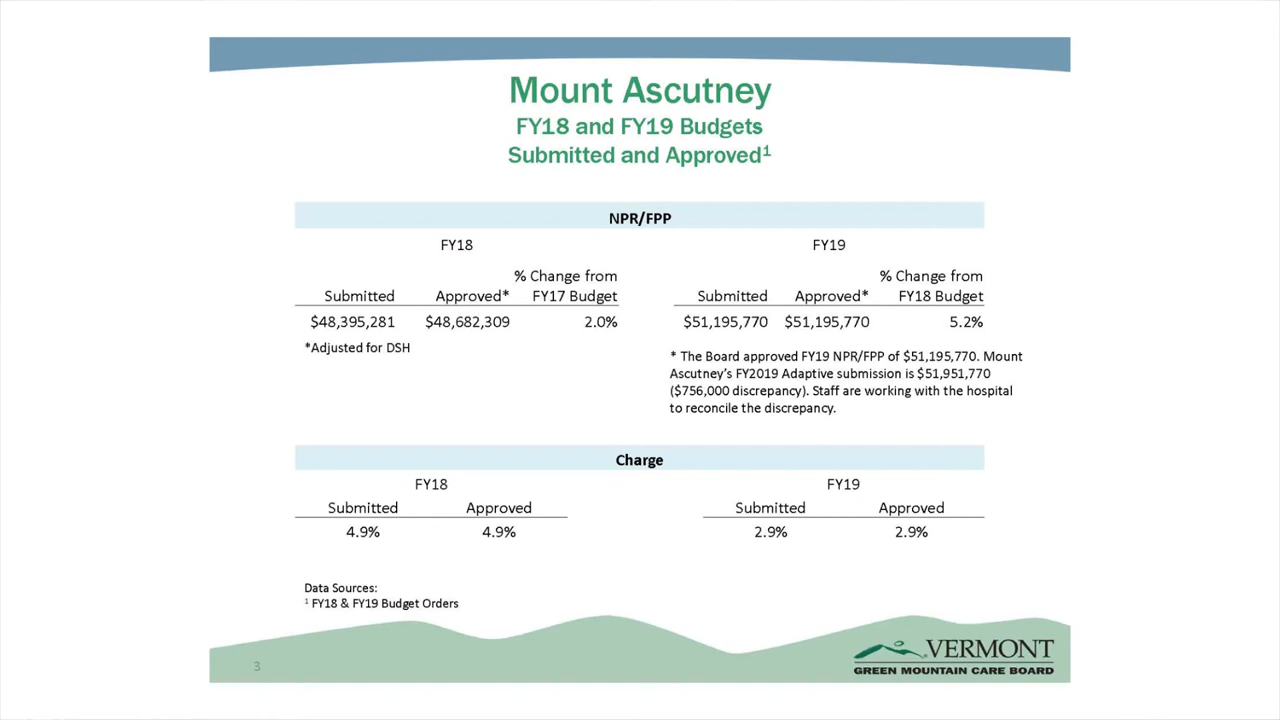 Mount Ascutney
FY18 and FY19 Budgets
Submitted and Approved¹
NPR/FPP
FY18
% Change from
Submitted Approved* FY17 Budget
$48,395,281 $48,682,309 2.0%
*Adjusted for DSH
FY19
% Change from
Submitted Approved* FY18 Budget
$51,195,770 $51,195,770 5.2%
* The Board approved FY19 NPR/FPP of $51,195,770. Mount
Ascutney’s FY2019 Adaptive submission is $51,951,770
($756,000 discrepancy). Staff are working with the hospital
to reconcile the discrepancy.
Charge
FY18
Submitted Approved
4.9% 4.9%
FY19
Submitted Approved
2.9% 2.9%
Data Sources:
¹ FY18 & FY19 Budget Orders
3
VERMONT
GREEN MOUNTAIN CARE BOARD